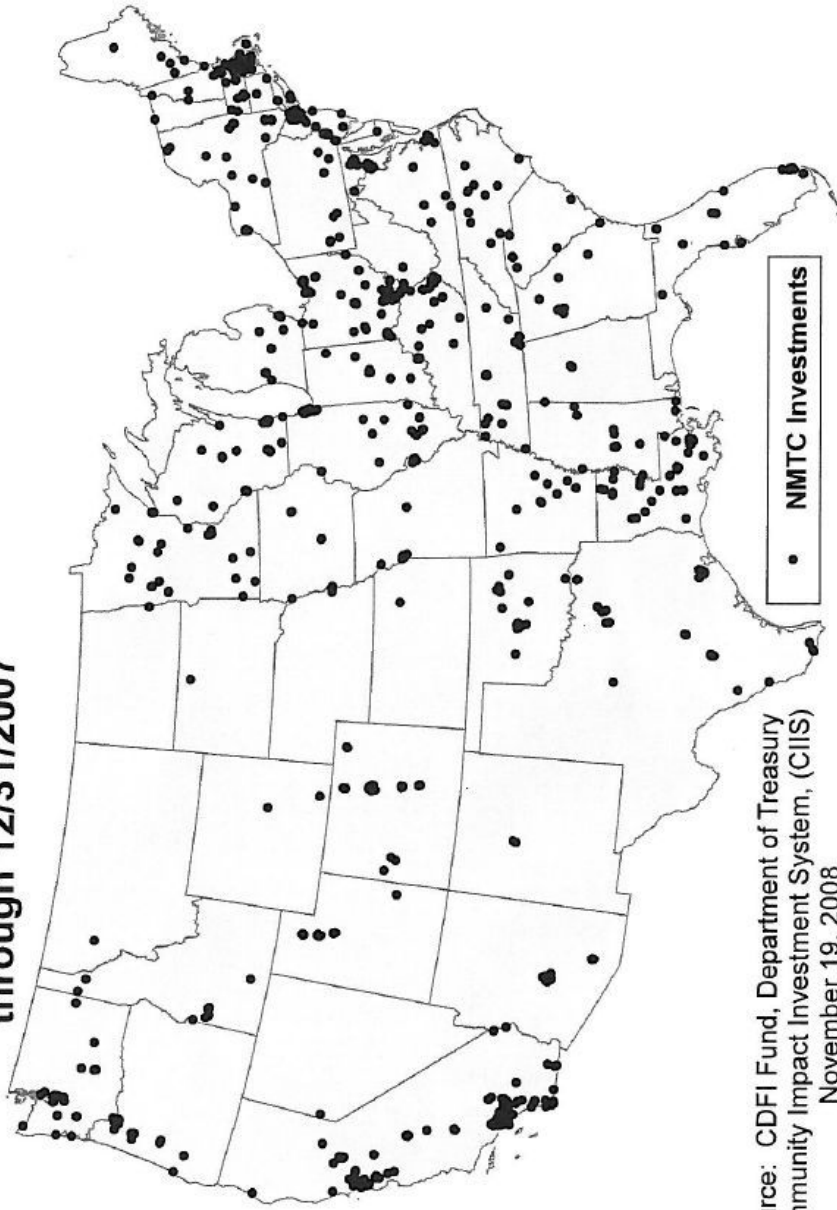 through 12/31/2007
NMTC Investments
rce: CDFI Fund, Department of Treasury
mmunity Impact Investment System, (CIIS)
November 19, 2008